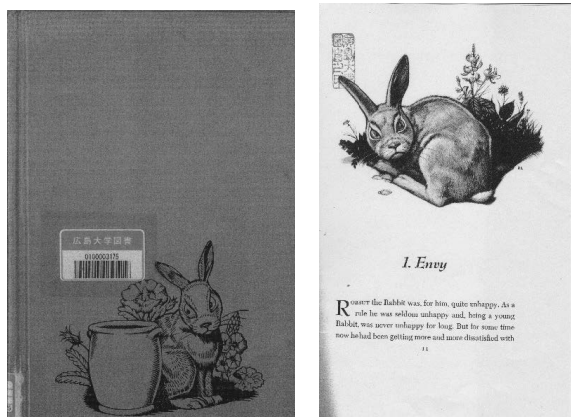 広島大学図書
1. Envy
ROBBUT the Rabbit was, for him, quite unhappy. As a
rule he was seldom unhappy and, being a young
Rabbit, was never unhappy for long. But for some time
now he had been getting more and more dissatisfied with
11